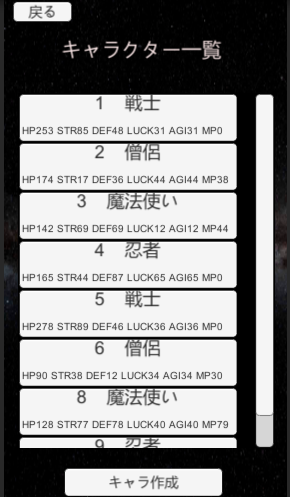 戻る
キャラクター一覧
1 戦士
HP253 STR85 DEF48 LUCK31 AGI31 MP0
2 僧侶
HP174 STR17 DEF36 LUCK44 AGI44 MP38
3 魔法使い
HP142 STR69 DEF69 LUCK12 AGI12 MP44
4 忍者
HP165 STR44 DEF87 LUCK65 AGI65 MP0
5 戦士
HP278 STR89 DEF46 LUCK36 AGI36 MP0
6 僧侶
HP90 STR38 DEF12 LUCK34 AGI34 MP30
8 魔法使い
HP128 STR77 DEF78 LUCK40 AGI40 MP79
9 忍者
キャラ作成